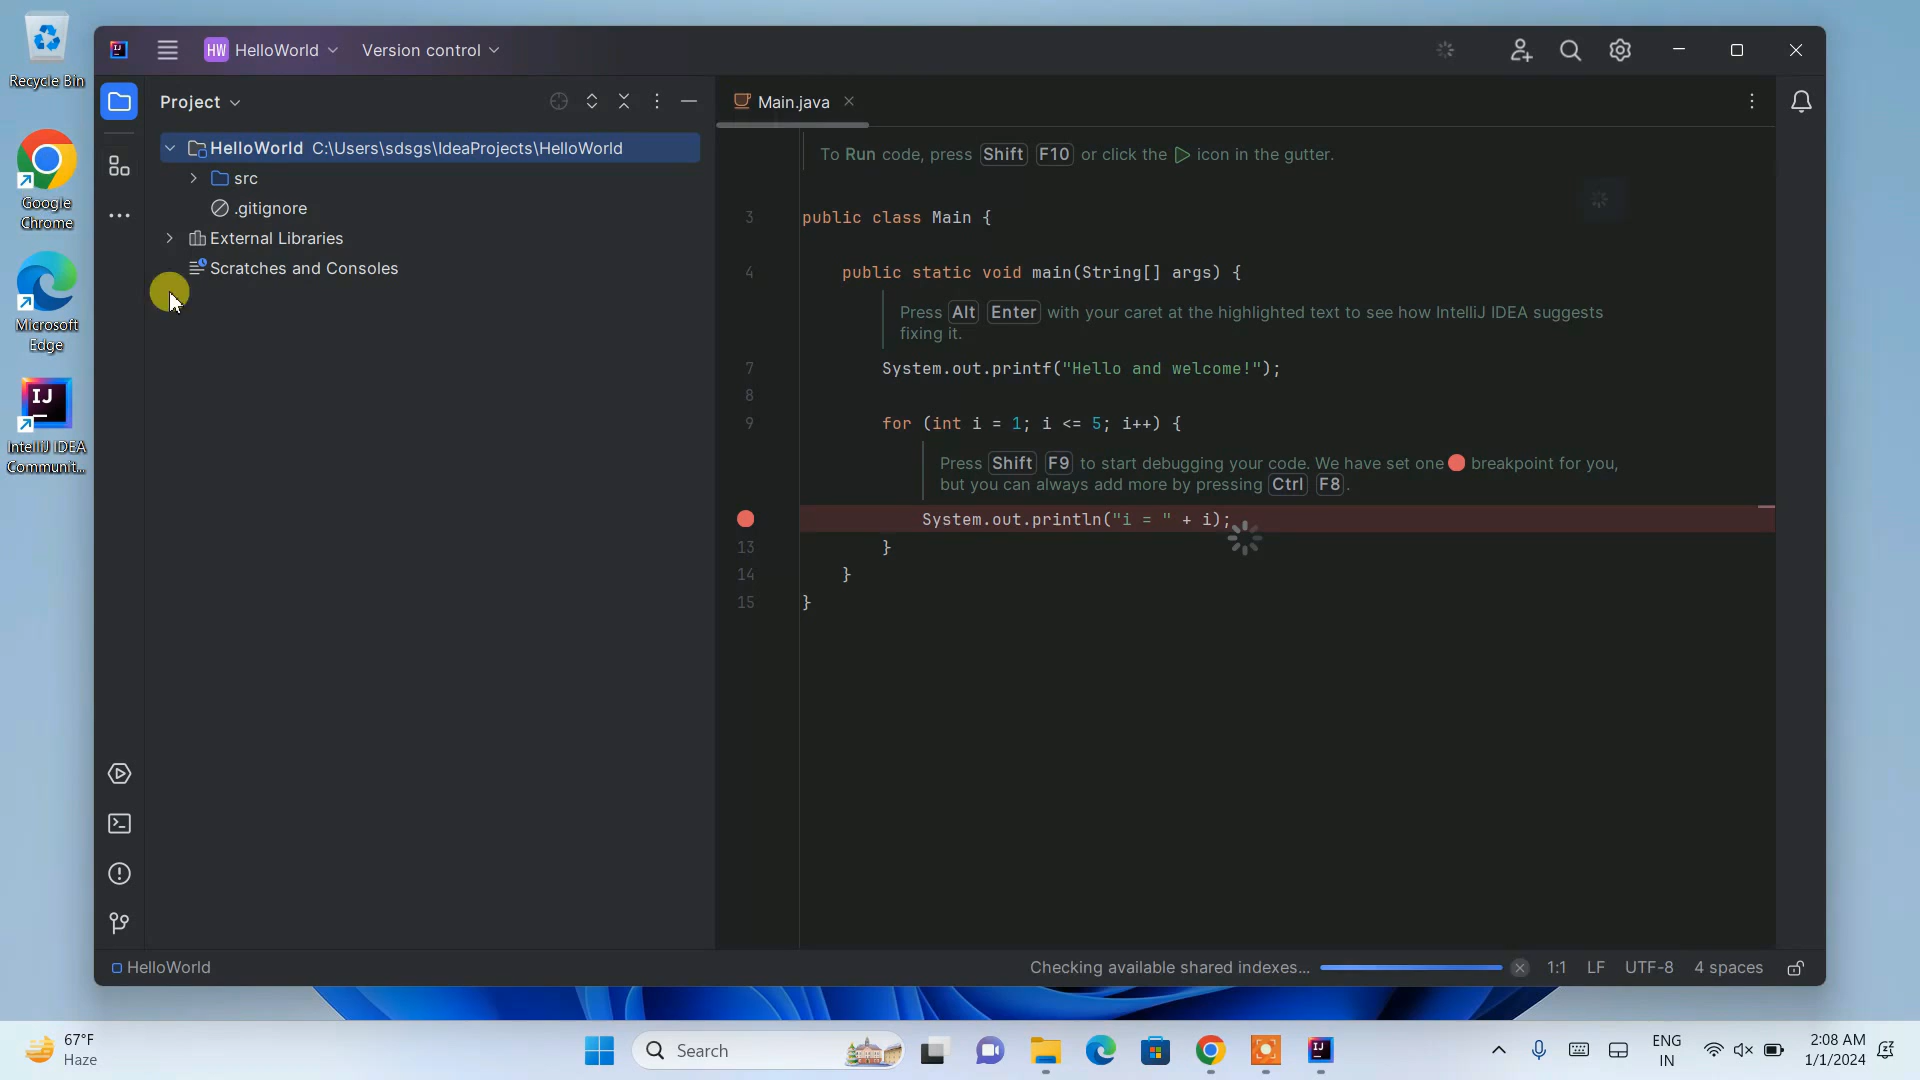 Recycle Bin
Google
Chrome
Microsoft
Edge
IJ
IntelliJ IDEA
Communit...
IJ
HW HelloWorld
Version control
Project
HelloWorld C:\Users\sdsgs\IdeaProjects\HelloWorld
src
.gitignore
External Libraries
Scratches and Consoles
Main.java
To Run code, press Shift F10 or click the icon in the gutter.
3 public class Main {
4 public static void main(String[] args) {
Press Alt Enter with your caret at the highlighted text to see how IntelliJ IDEA suggests
fixing it.
7 System.out.printf("Hello and welcome!");
8
9 for (int i = 1; i <= 5; i++) {
Press Shift F9 to start debugging your code. We have set one breakpoint for you,
but you can always add more by pressing Ctrl F8 .
System.out.println("i = " + i);
13 }
14 }
15 }
HelloWorld
Checking available shared indexes...
1:1 LF UTF-8 4 spaces
67°F
Haze
Search
IJ
ENG
IN
2:08 AM
1/1/2024